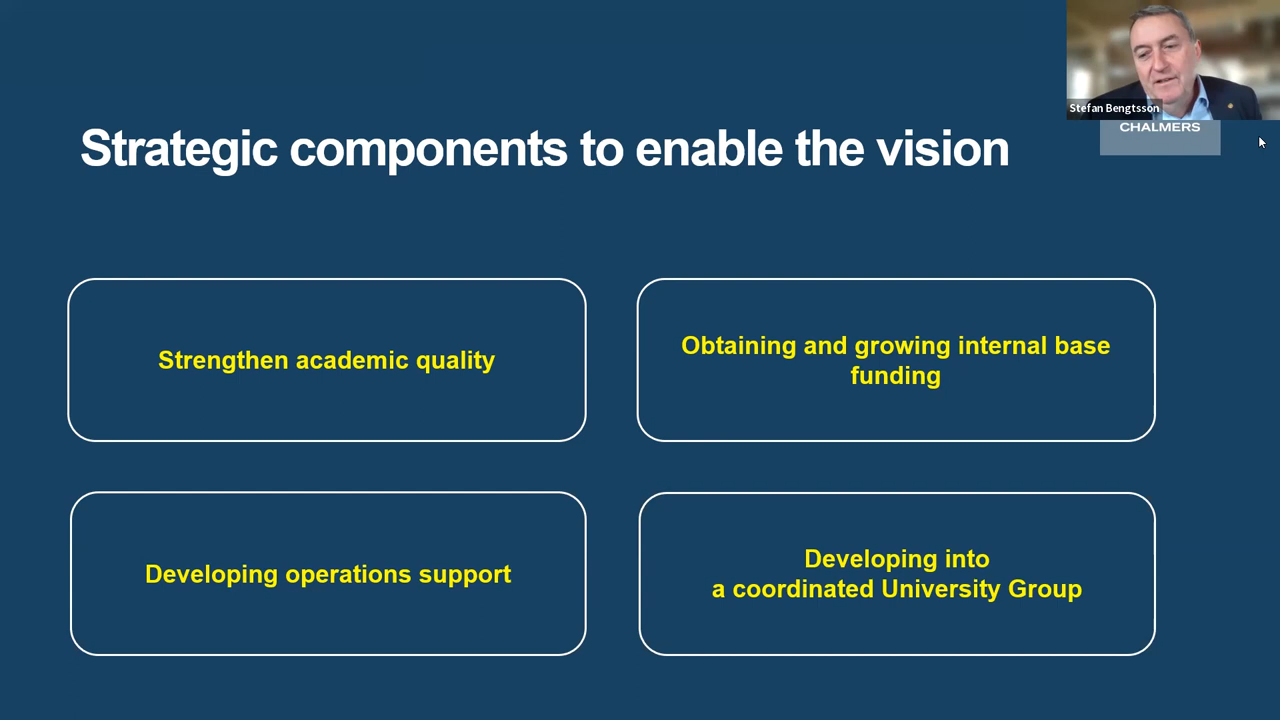 Stefan Bengtsson
CHALMERS
Strategic components to enable the vision
Strengthen academic quality
Obtaining and growing internal base
funding
Developing operations support
Developing into
a coordinated University Group